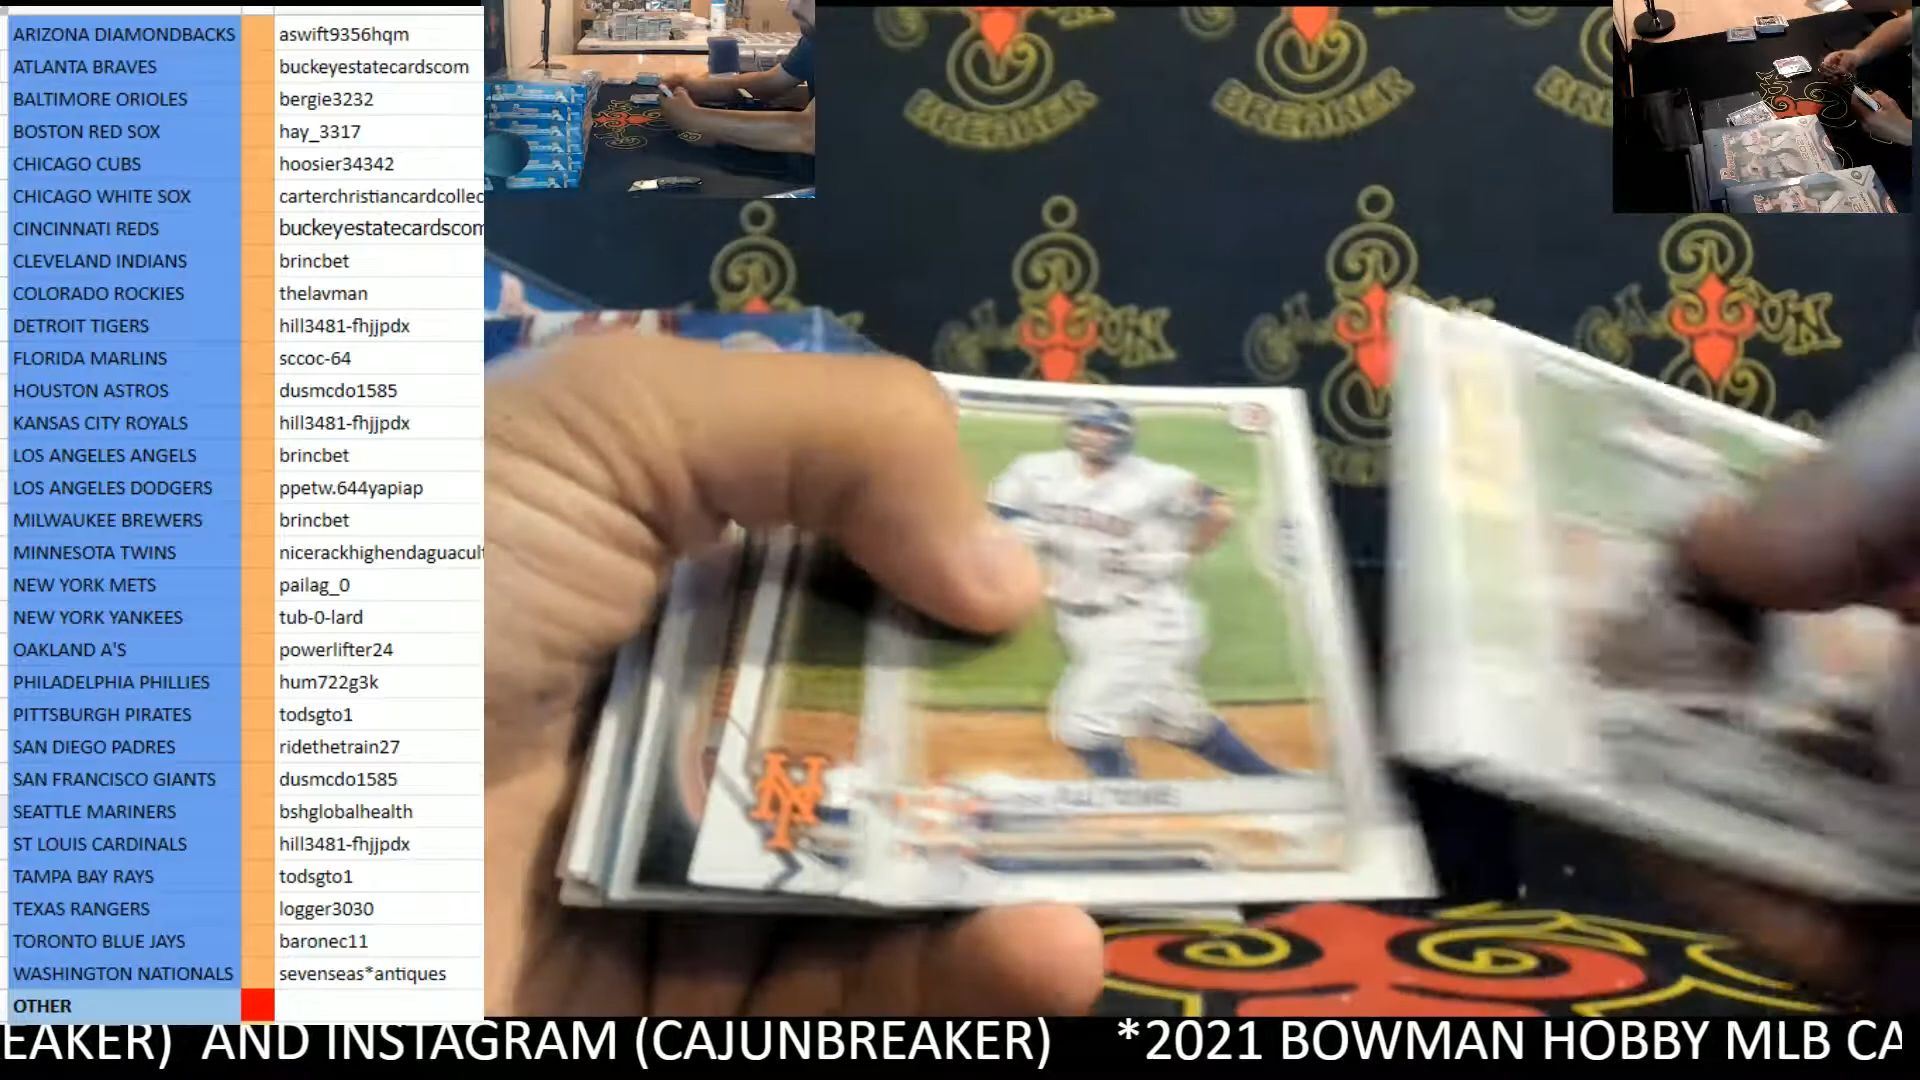 ARIZONA DIAMONDBACKS aswift9356hqm
ATLANTA BRAVES buckeyestatecardscom
BALTIMORE ORIOLES bergie3232
BOSTON RED SOX hay_3317
CHICAGO CUBS hoosier34342
CHICAGO WHITE SOX carterchristiancardcollec
CINCINNATI REDS buckeyestatecardscom
CLEVELAND INDIANS brincbet
COLORADO ROCKIES thelavman
DETROIT TIGERS hill3481-fhjjpdx
FLORIDA MARLINS sccoc-64
HOUSTON ASTROS dusmcdo1585
KANSAS CITY ROYALS hill3481-fhjjpdx
LOS ANGELES ANGELS brincbet
LOS ANGELES DODGERS ppetw.644yapiap
MILWAUKEE BREWERS brincbet
MINNESOTA TWINS nicerackhighendaguacult
NEW YORK METS pailag_0
NEW YORK YANKEES tub-0-lard
OAKLAND A'S powerlifter24
PHILADELPHIA PHILLIES hum722g3k
PITTSBURGH PIRATES todsgto1
SAN DIEGO PADRES ridethetrain27
SAN FRANCISCO GIANTS dusmcdo1585
SEATTLE MARINERS bshglobalhealth
ST LOUIS CARDINALS hill3481-fhjjpdx
TAMPA BAY RAYS todsgto1
TEXAS RANGERS logger3030
TORONTO BLUE JAYS baronec11
WASHINGTON NATIONALS sevenseas*antiques
OTHER
BREAKER
BREAKER
CAJUN
CAJUN
NY
EAKER) AND INSTAGRAM (CAJUNBREAKER) *2021 BOWMAN HOBBY MLB CA